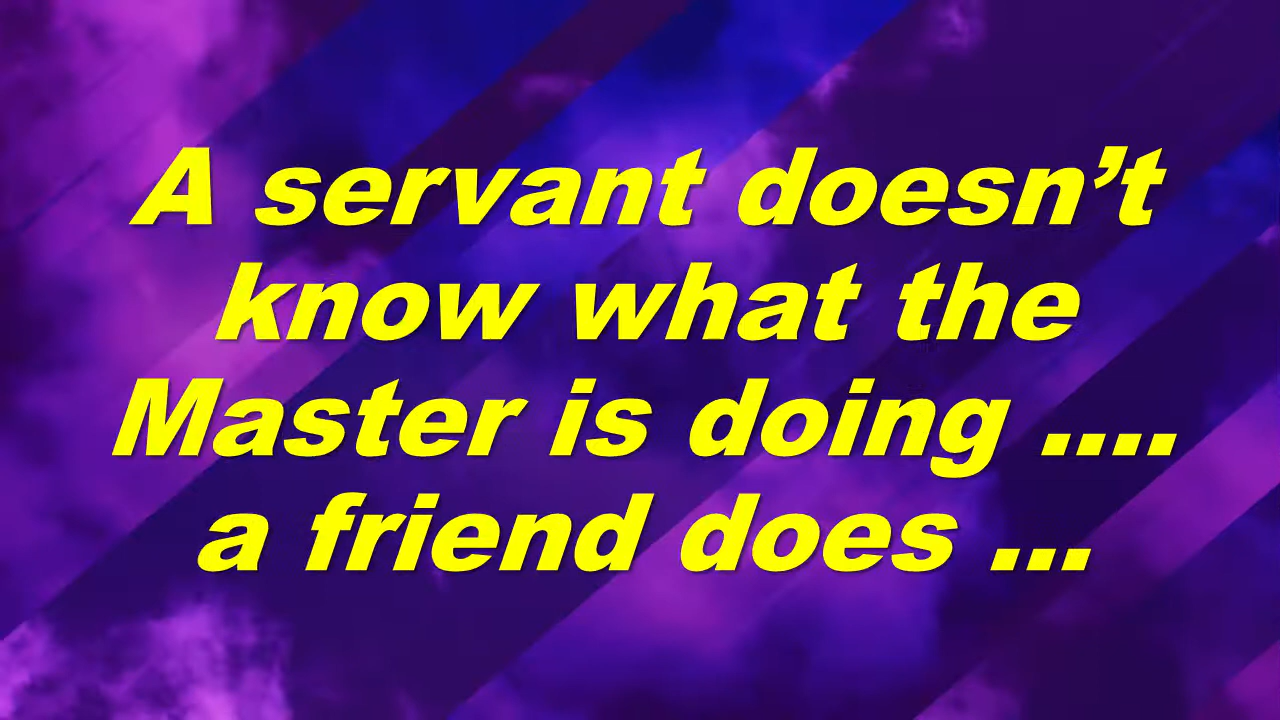 A servant doesn’t
know what the
Master is doing ....
a friend does ...